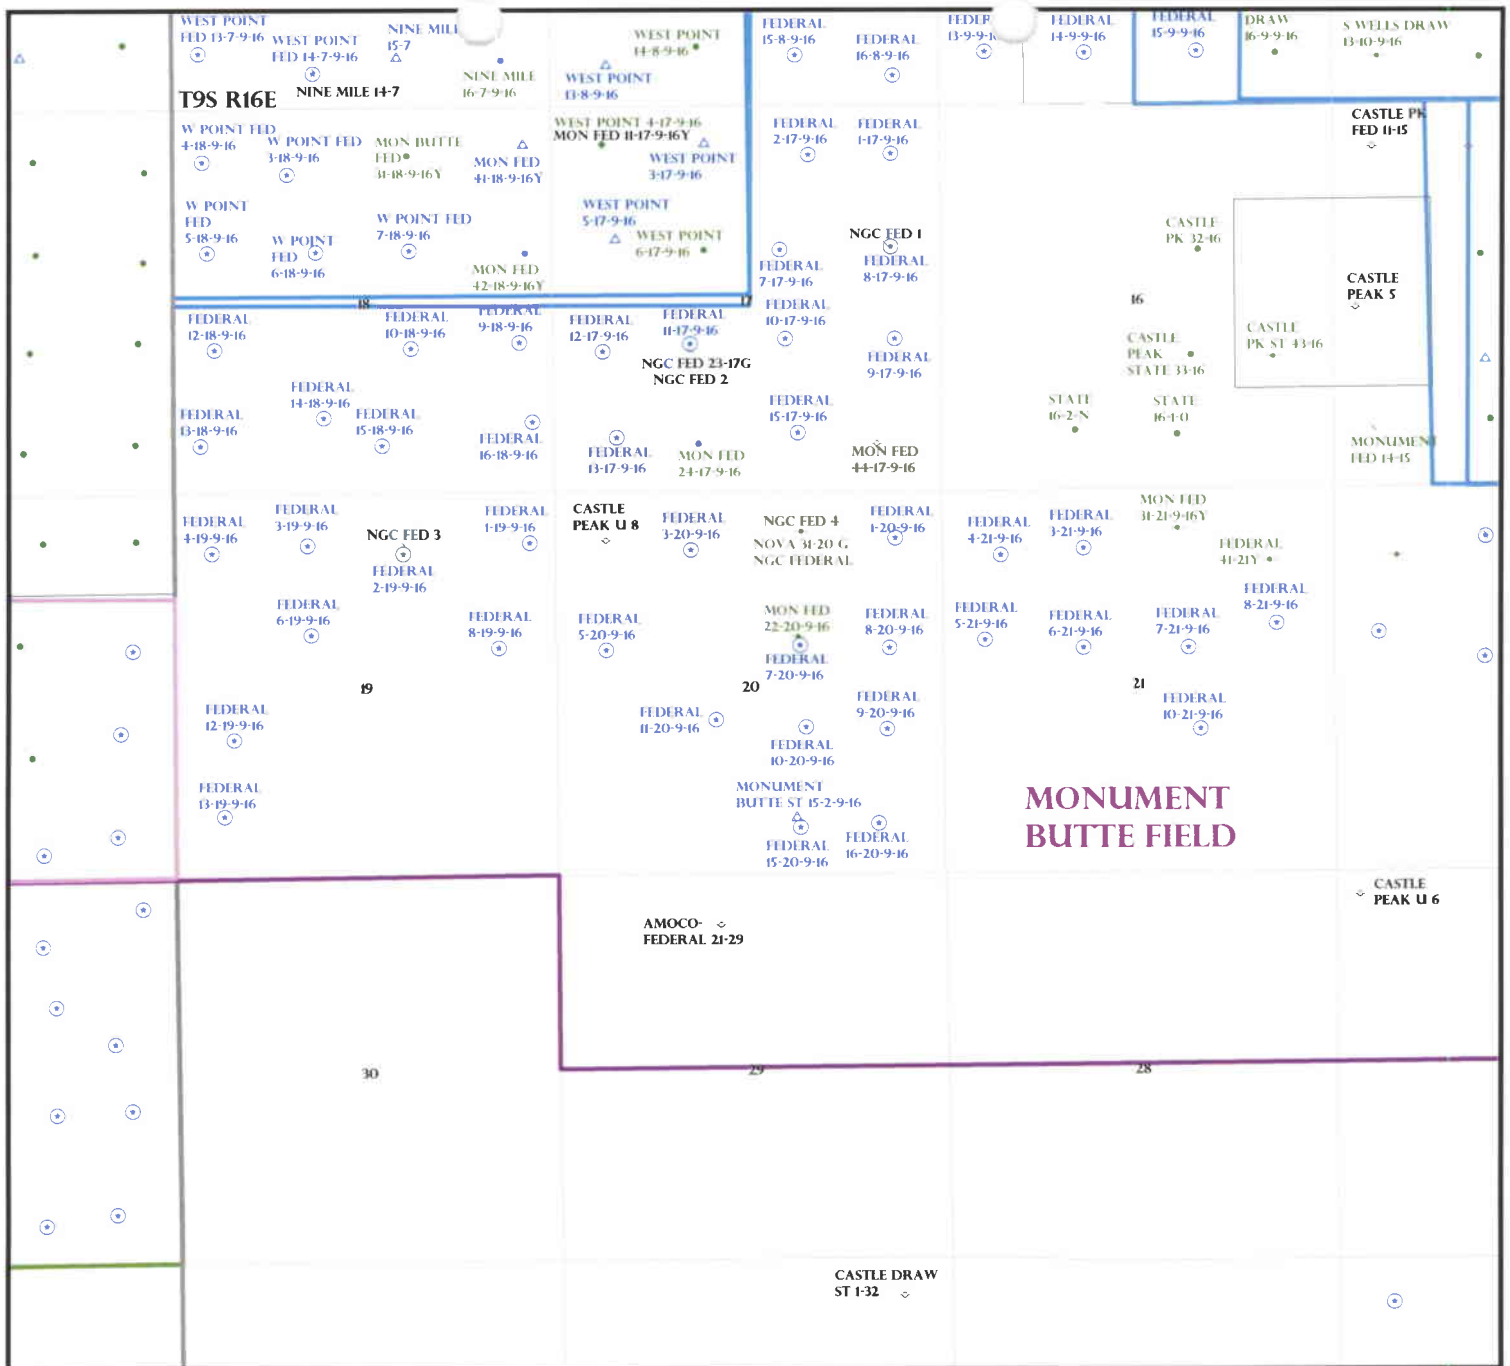 WEST POINT
FED 13-7-9-16
WEST POINT
FED 14-7-9-16
NINE MILE
15-7
NINE MILE 14-7
NINE MILE
16-7-9-16
WEST POINT
14-8-9-16
WEST POINT
13-8-9-16
FEDERAL
15-8-9-16
FEDERAL
16-8-9-16
13-9-9-16
FEDERAL
14-9-9-16
FEDERAL
15-9-9-16
DRAW
16-9-9-16
S WELLS DRAW
13-10-9-16
T9S R16E
W POINT FED
4-18-9-16
W POINT FED
3-18-9-16
MON BUTTE
FED
31-18-9-16Y
MON FED
41-18-9-16Y
WEST POINT 4-17-9-16
MON FED 11-17-9-16Y
WEST POINT
3-17-9-16
FEDERAL
2-17-9-16
FEDERAL
1-17-9-16
CASTLE PK
FED 11-15
W POINT
FED
5-18-9-16
W POINT
FED
6-18-9-16
W POINT FED
7-18-9-16
MON FED
42-18-9-16Y
WEST POINT
5-17-9-16
WEST POINT
6-17-9-16
FEDERAL
7-17-9-16
NGC FED 1
FEDERAL
8-17-9-16
CASTLE
PK 32-16
CASTLE
PEAK 5
18
17
16
FEDERAL
12-18-9-16
FEDERAL
10-18-9-16
FEDERAL
9-18-9-16
FEDERAL
12-17-9-16
FEDERAL
11-17-9-16
NGC FED 23-17G
NGC FED 2
FEDERAL
10-17-9-16
FEDERAL
9-17-9-16
CASTLE
PEAK
STATE 33-16
CASTLE
PK ST 43-16
FEDERAL
13-18-9-16
FEDERAL
14-18-9-16
FEDERAL
15-18-9-16
FEDERAL
16-18-9-16
FEDERAL
13-17-9-16
MON FED
24-17-9-16
FEDERAL
15-17-9-16
MON FED
44-17-9-16
STATE
16-2-N
STATE
16-1-O
MONUMENT
FED 14-15
FEDERAL
4-19-9-16
FEDERAL
3-19-9-16
NGC FED 3
FEDERAL
2-19-9-16
FEDERAL
1-19-9-16
CASTLE
PEAK U 8
FEDERAL
3-20-9-16
NGC FED 4
NOVA 31-20 G
NGC FEDERAL
FEDERAL
1-20-9-16
FEDERAL
4-21-9-16
FEDERAL
3-21-9-16
MON FED
31-21-9-16Y
FEDERAL
41-21Y
FEDERAL
6-19-9-16
FEDERAL
8-19-9-16
FEDERAL
5-20-9-16
MON FED
22-20-9-16
FEDERAL
7-20-9-16
FEDERAL
8-20-9-16
FEDERAL
5-21-9-16
FEDERAL
6-21-9-16
FEDERAL
7-21-9-16
FEDERAL
8-21-9-16
19
20
21
FEDERAL
12-19-9-16
FEDERAL
11-20-9-16
FEDERAL
10-20-9-16
FEDERAL
9-20-9-16
FEDERAL
10-21-9-16
FEDERAL
13-19-9-16
MONUMENT
BUTTE ST 15-2-9-16
FEDERAL
15-20-9-16
FEDERAL
16-20-9-16
MONUMENT
BUTTE FIELD
AMOCO-
FEDERAL 21-29
CASTLE
PEAK U 6
30
29
28
CASTLE DRAW
ST 1-32